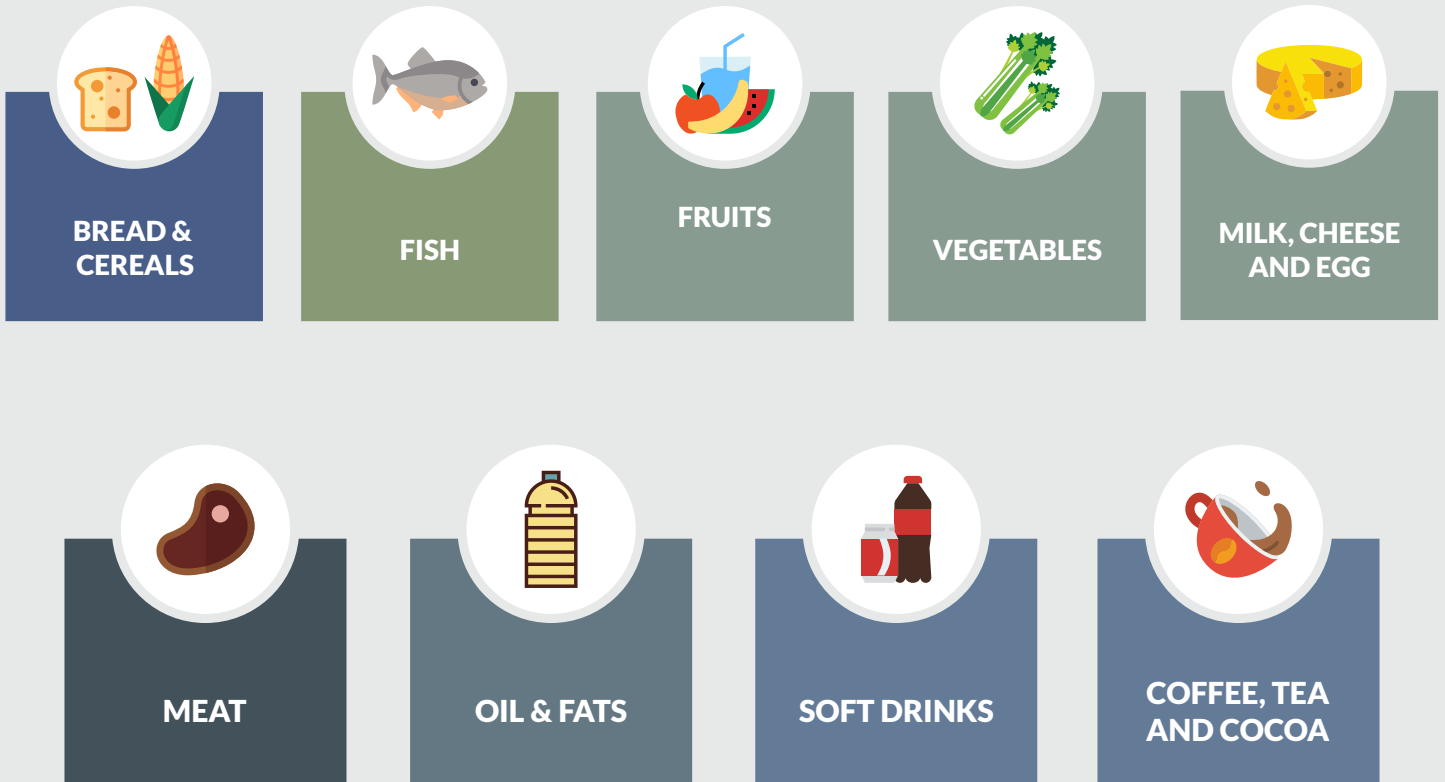 BREAD &
CEREALS
FISH
FRUITS
VEGETABLES
MILK, CHEESE
AND EGG
MEAT
OIL & FATS
SOFT DRINKS
COFFEE, TEA
AND COCOA